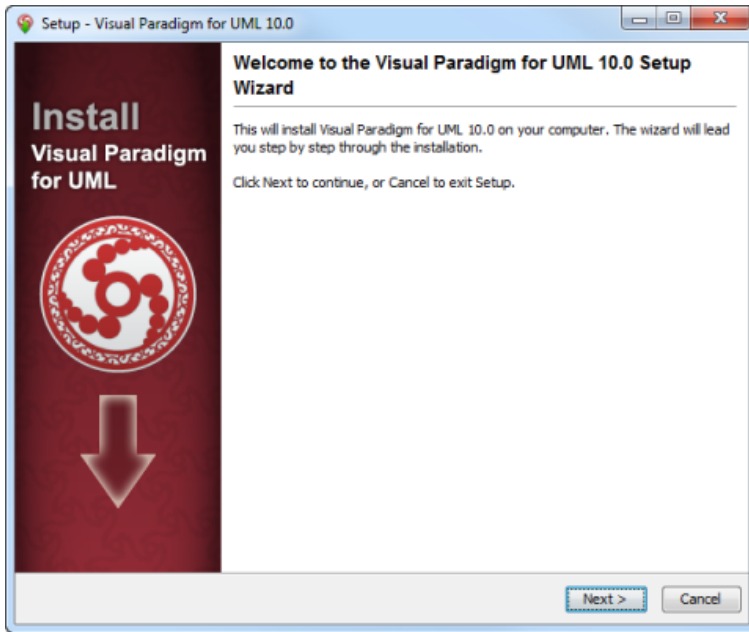 Setup - Visual Paradigm for UML 10.0
Install
Visual Paradigm
for UML
Welcome to the Visual Paradigm for UML 10.0 Setup
Wizard
This will install Visual Paradigm for UML 10.0 on your computer. The wizard will lead
you step by step through the installation.
Click Next to continue, or Cancel to exit Setup.
Next >
Cancel